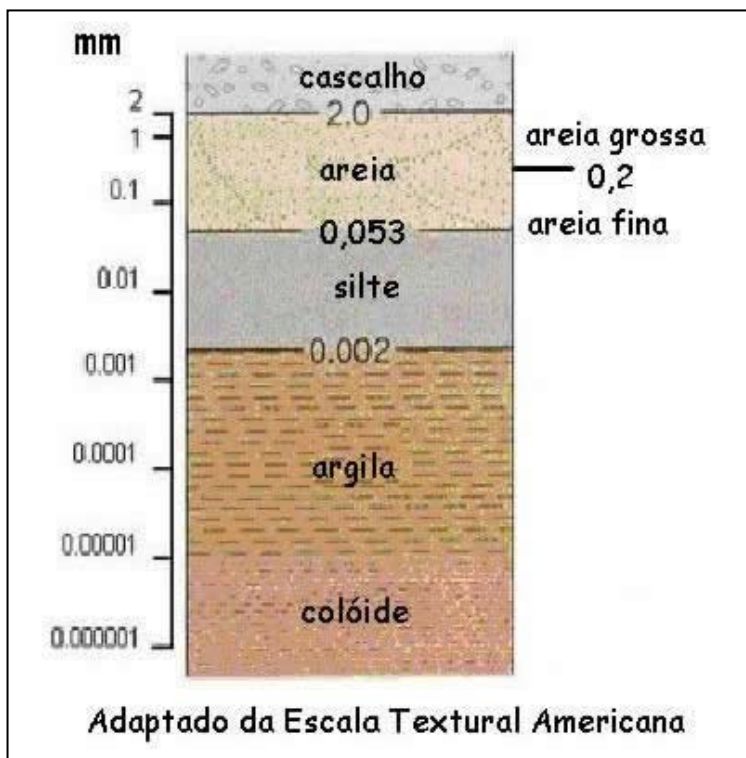 mm
cascalho
2
2.0
1
areia grossa
areia
0,2
0.1
0,053
areia fina
0.01
silte
0.002
0.001
0.0001
argila
0.00001
colóide
0.000001
Adaptado da Escala Textural Americana